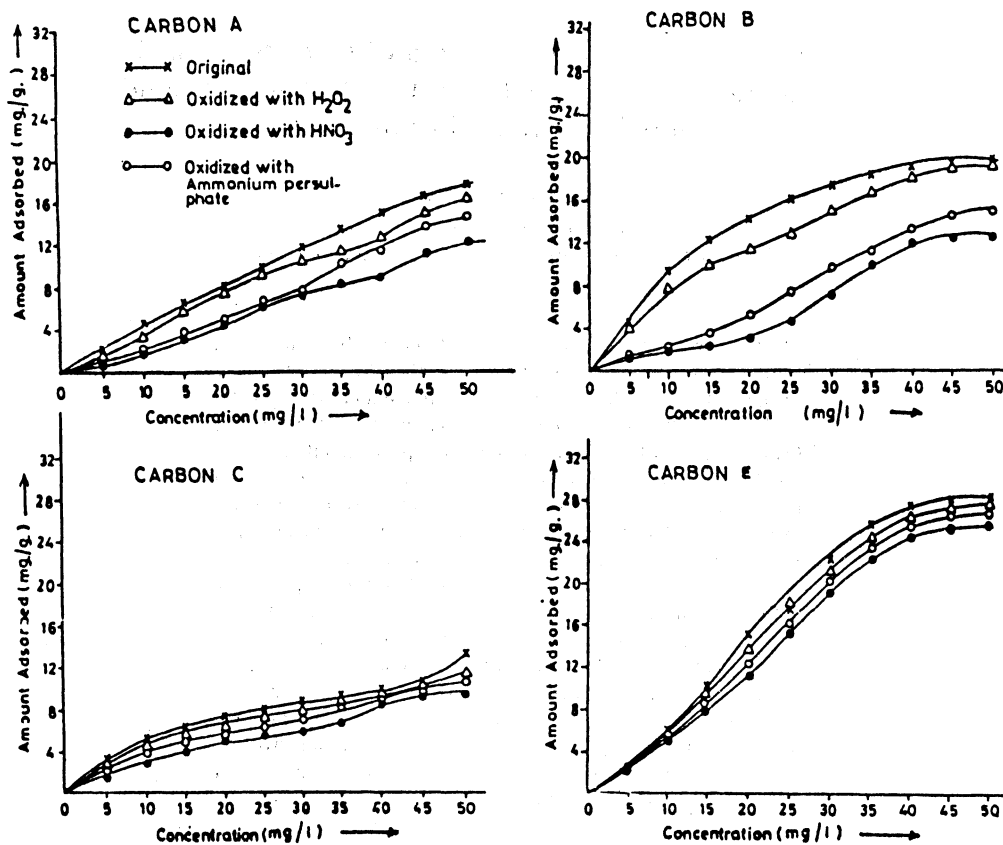 CARBON A
Amount Adsorbed (mg./g.)
32
28
24
20
16
12
8
4
Original
Oxidized with H2O2
Oxidized with HNO3
Oxidized with
Ammonium persul-
phate
0 5 10 15 20 25 30 35 40 45 50
Concentration (mg/l)
CARBON B
Amount Adsorbed (mg/g.)
32
28
24
20
16
12
8
4
0 5 10 15 20 25 30 35 40 45 50
Concentration (mg/l)
CARBON C
Amount Adsorbed (mg/g.)
32
28
24
20
16
12
8
4
0 5 10 15 20 25 30 35 40 45 50
Concentration (mg/l)
CARBON E
Amount Adsorbed (mg/g.)
32
28
24
20
16
12
8
4
0 5 10 15 20 25 30 35 40 45 50
Concentration (mg/l)